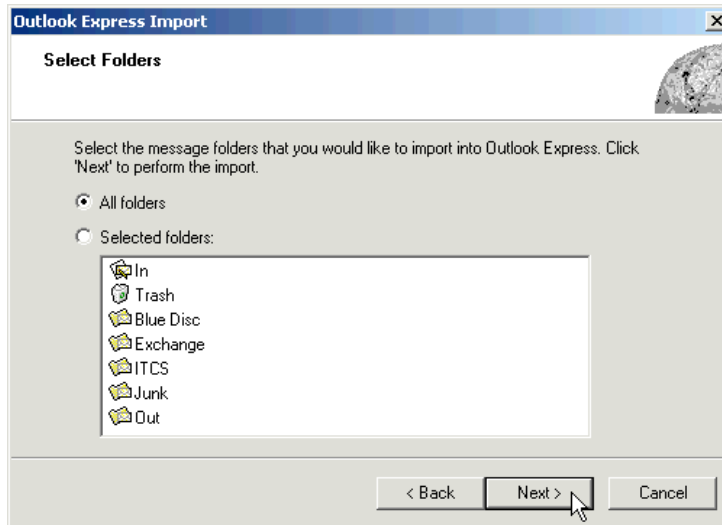 Outlook Express Import
Select Folders
Select the message folders that you would like to import into Outlook Express. Click
'Next' to perform the import.
All folders
Selected folders:
In
Trash
Blue Disc
Exchange
ITCS
Junk
Out
< Back
Next >
Cancel